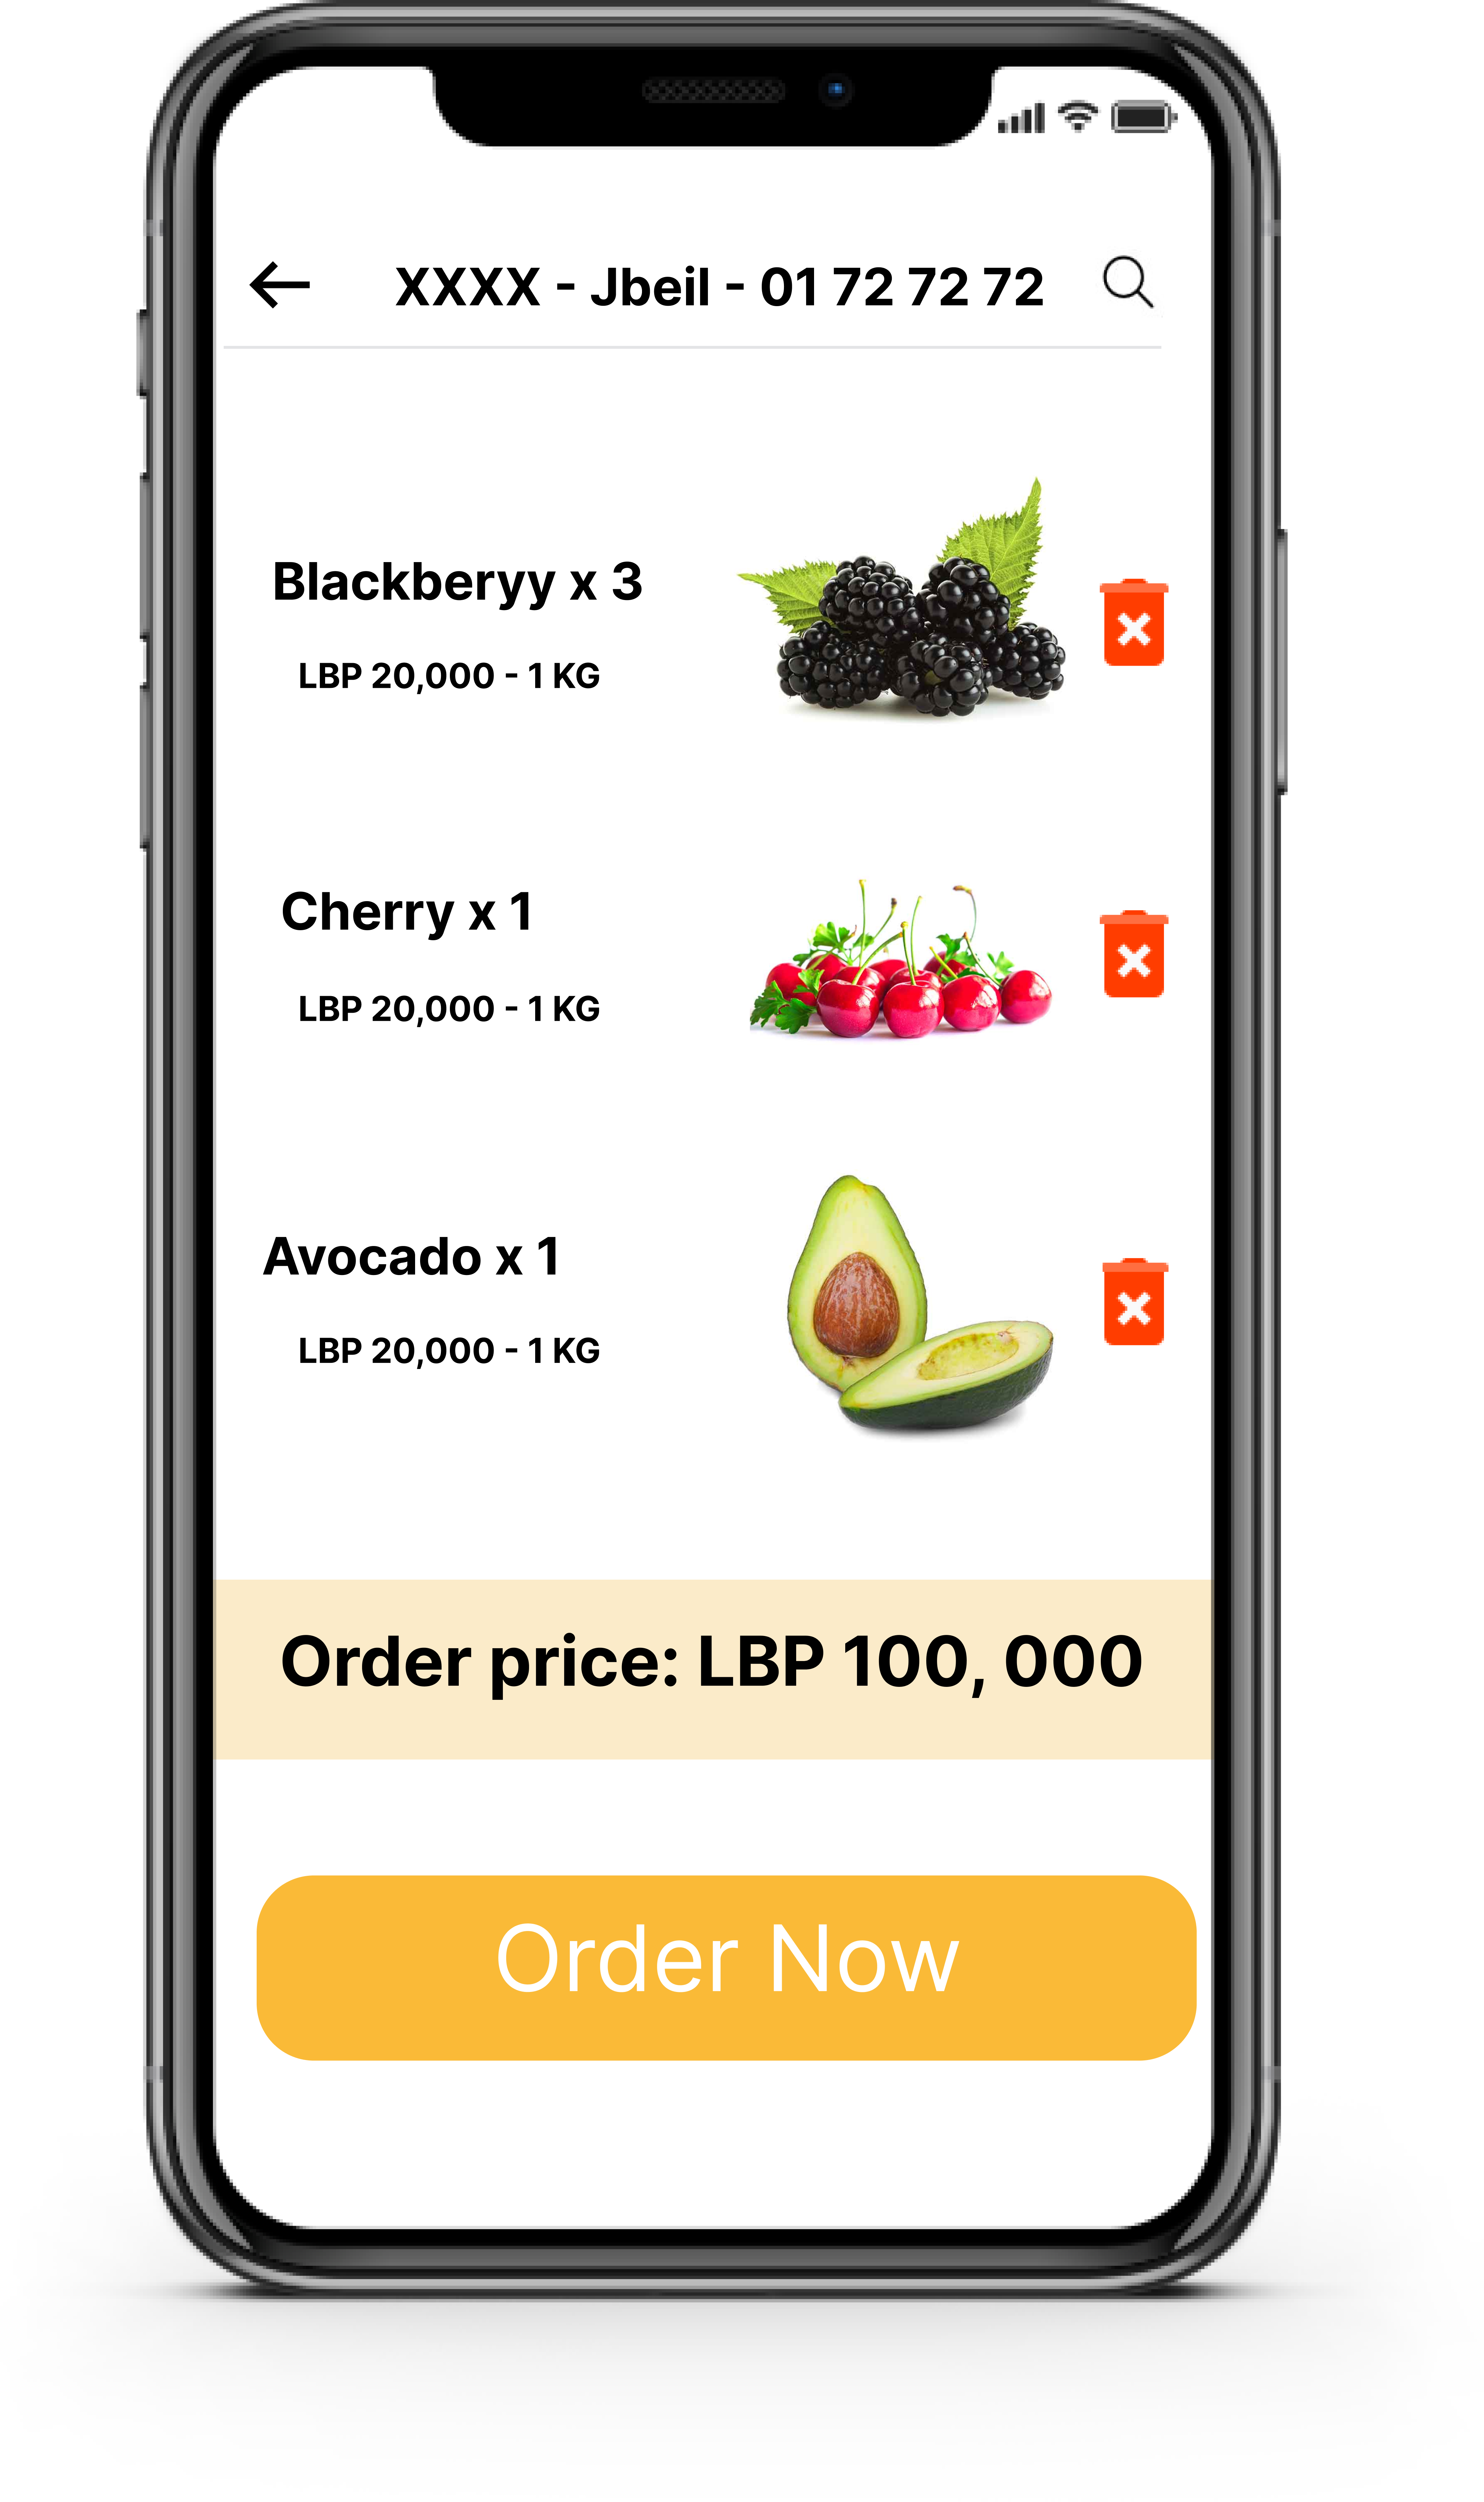 XXXX - Jbeil - 01 72 72 72
Blackberyy x 3
LBP 20,000 - 1 KG
Cherry x 1
LBP 20,000 - 1 KG
Avocado x 1
LBP 20,000 - 1 KG
Order price: LBP 100, 000
Order Now